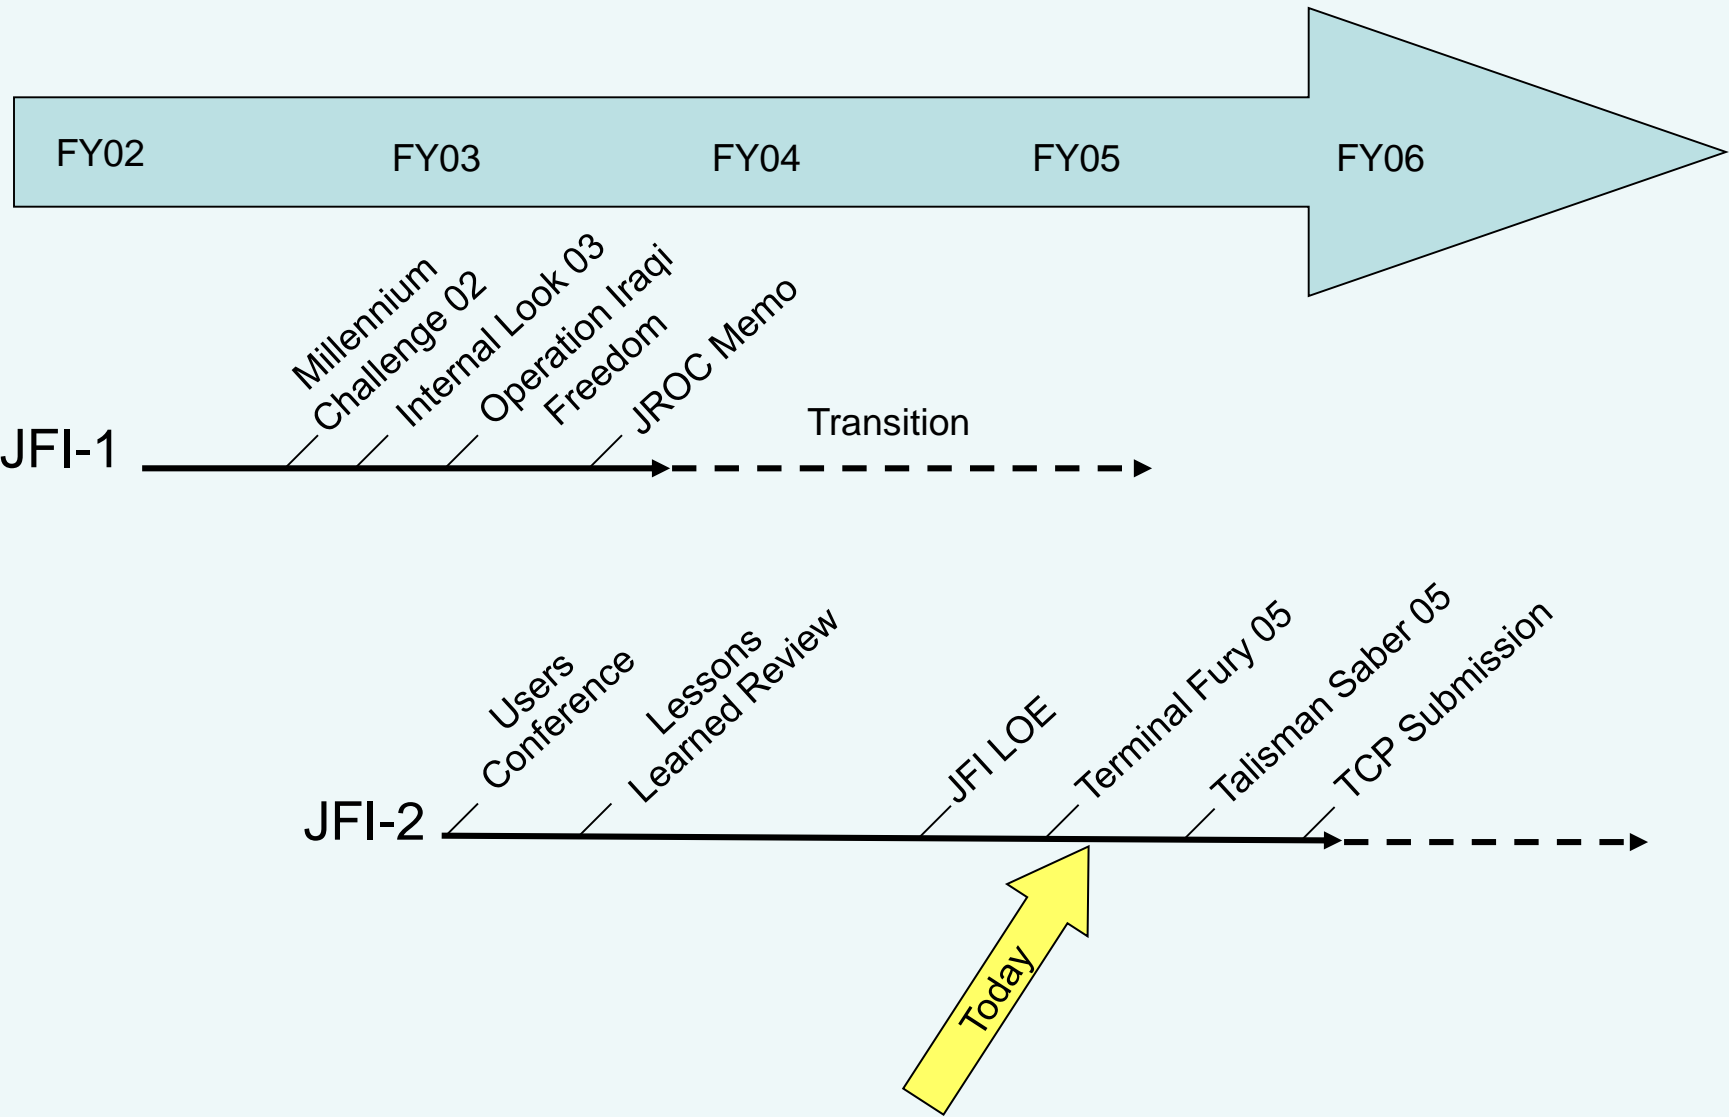 FY02
FY03
FY04
FY05
FY06
Millennium
Challenge 02
Internal Look 03
Operation Iraqi
Freedom
JROC Memo
Transition
JFI-1
Users
Conference
Lessons
Learned Review
JFI LOE
Terminal Fury 05
Talisman Saber 05
TCP Submission
JFI-2
Today